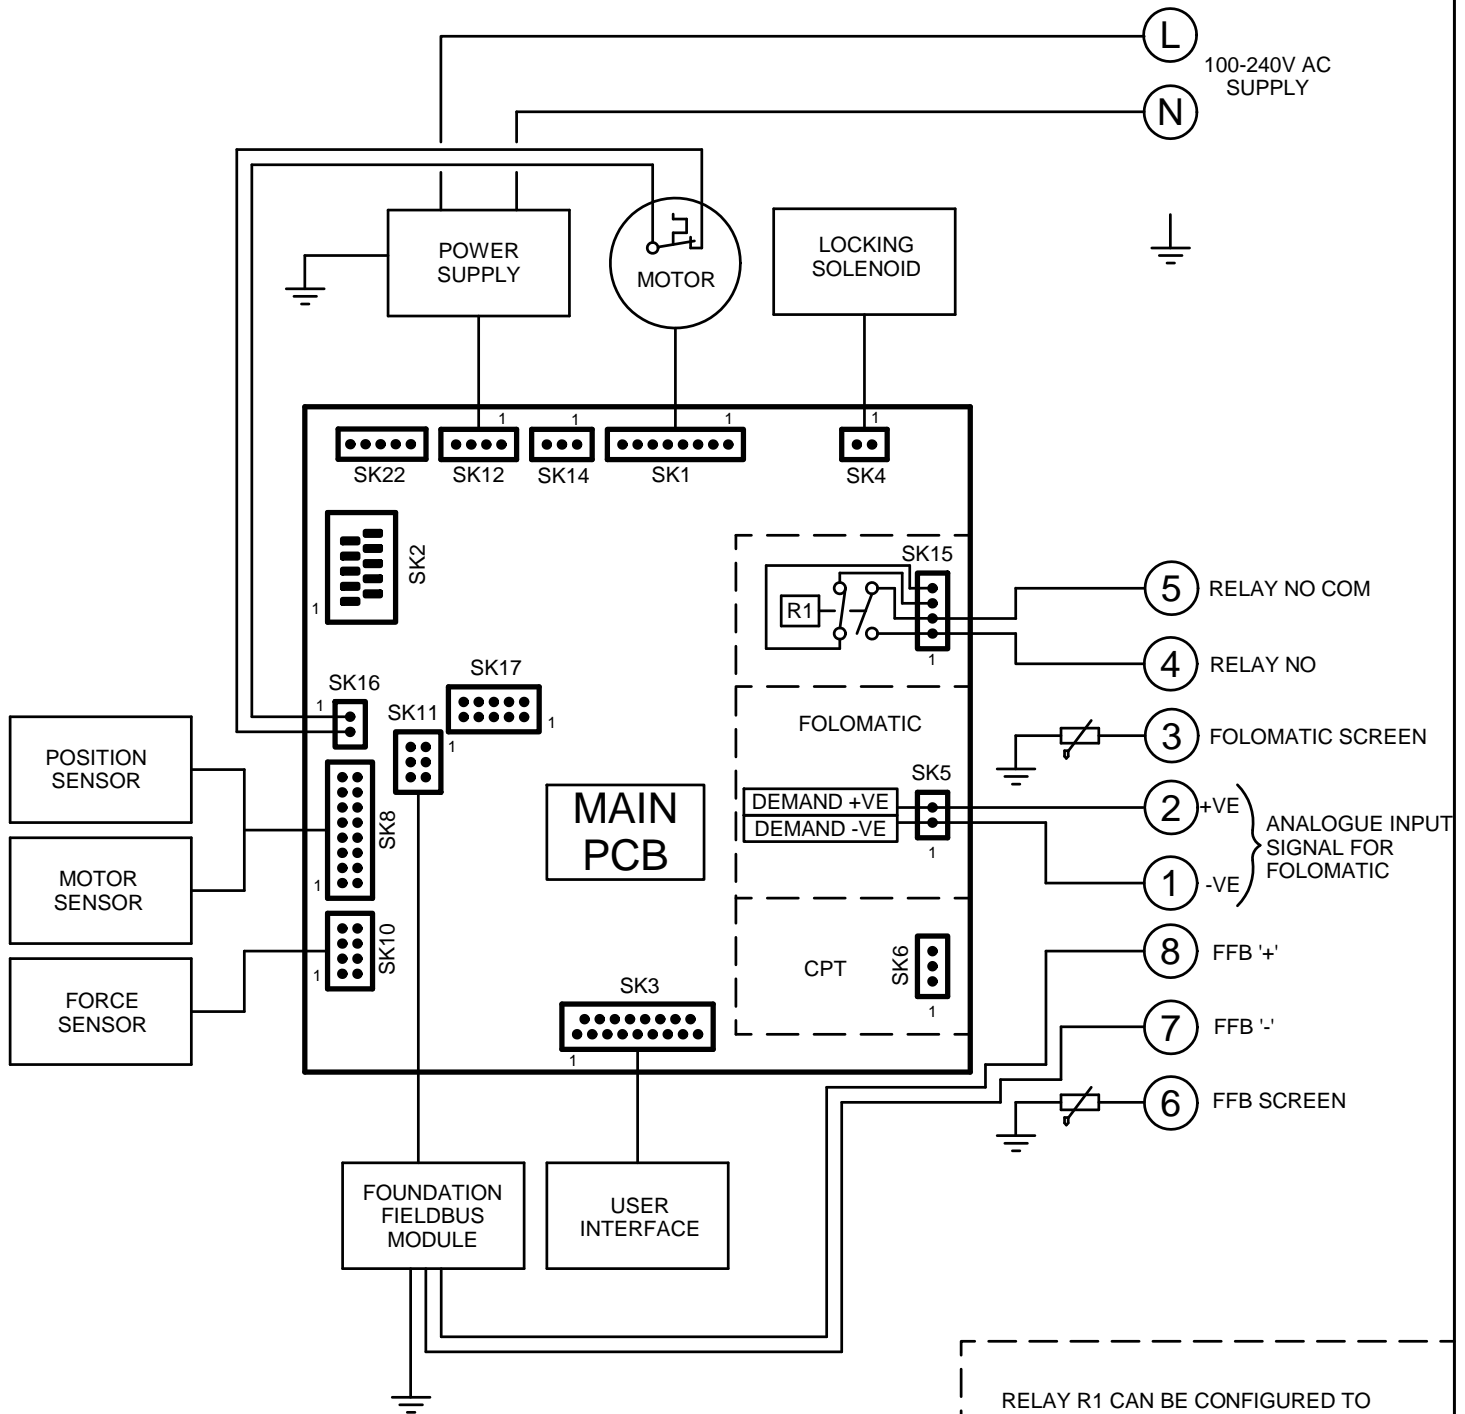 L
100-240V AC
SUPPLY
N
POWER
SUPPLY
MOTOR
LOCKING
SOLENOID
1
1
1
1
SK22
SK12
SK14
SK1
SK4
SK2
1
SK15
R1
1
5
RELAY NO COM
4
RELAY NO
SK16
1
SK17
1
SK11
1
FOLOMATIC
3
FOLOMATIC SCREEN
POSITION
SENSOR
MOTOR
SENSOR
SK8
1
MAIN
PCB
SK5
DEMAND +VE
DEMAND -VE
1
2
+VE
1
-VE
ANALOGUE INPUT
SIGNAL FOR
FOLOMATIC
FORCE
SENSOR
SK10
1
SK3
1
CPT
SK6
1
8
FFB '+'
7
FFB '-'
6
FFB SCREEN
FOUNDATION
FIELDBUS
MODULE
USER
INTERFACE
RELAY R1 CAN BE CONFIGURED TO